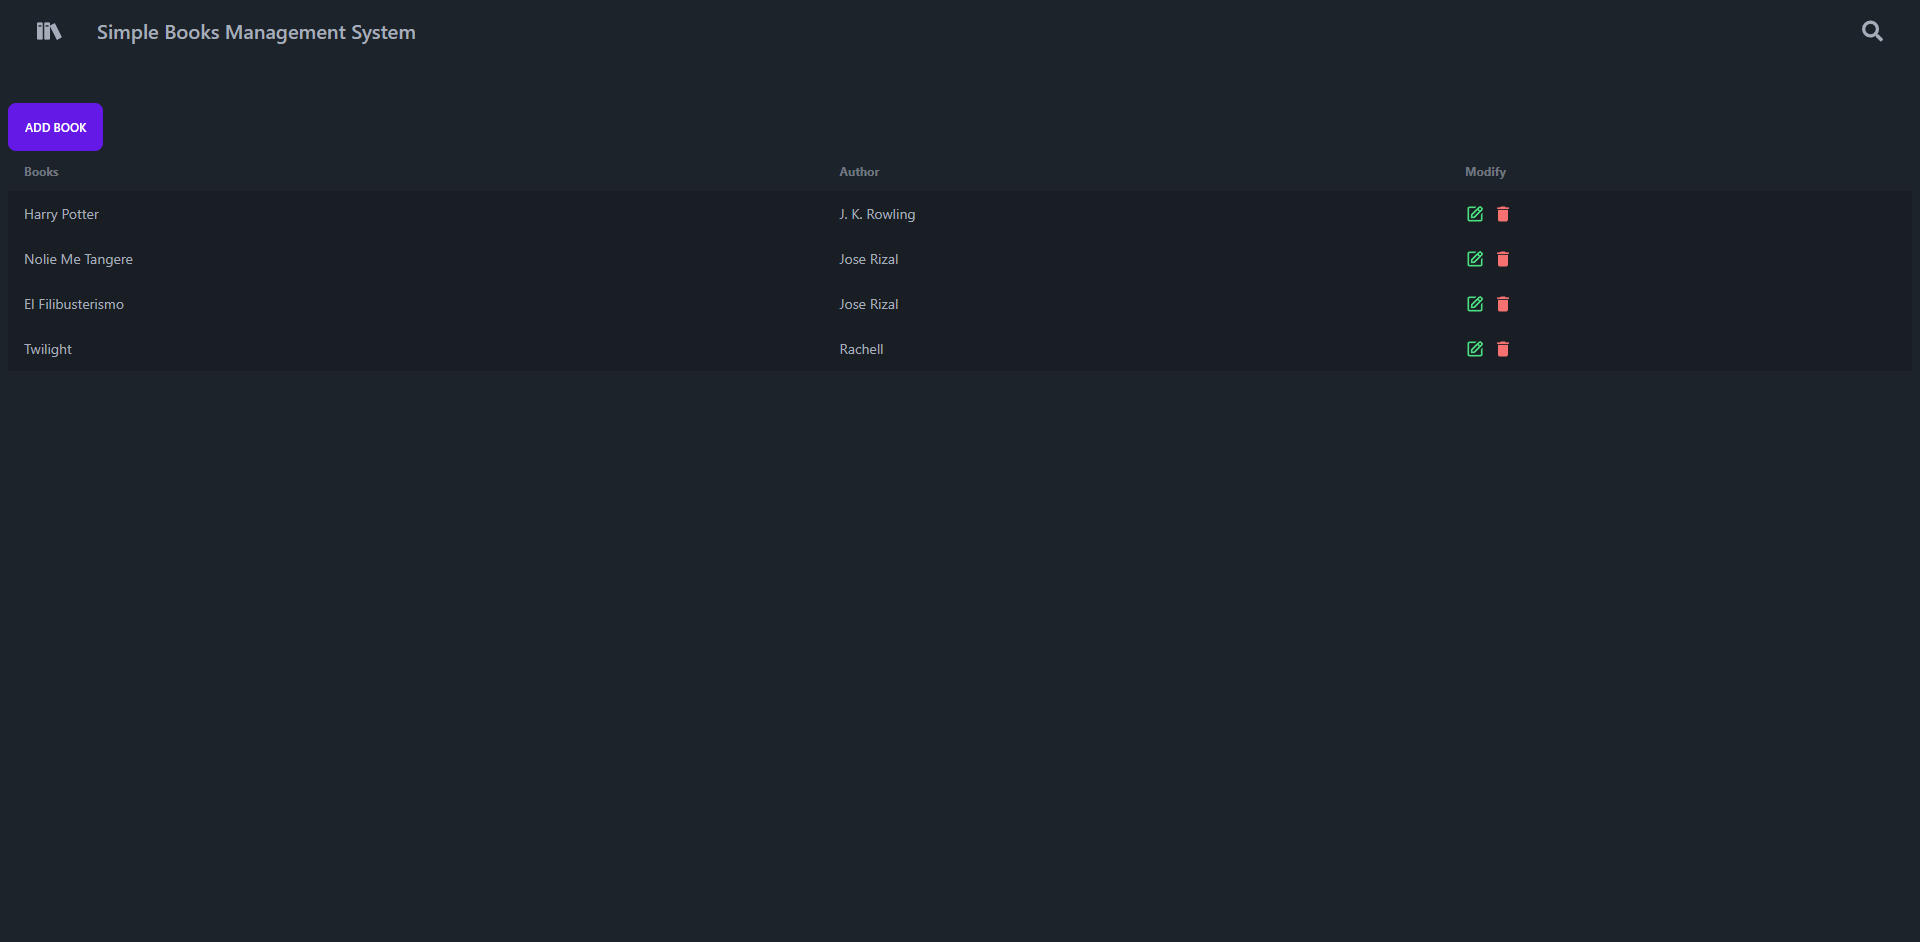 Simple Books Management System
ADD BOOK
Books Author Modify
Harry Potter J. K. Rowling
Nolie Me Tangere Jose Rizal
El Filibusterismo Jose Rizal
Twilight Rachell